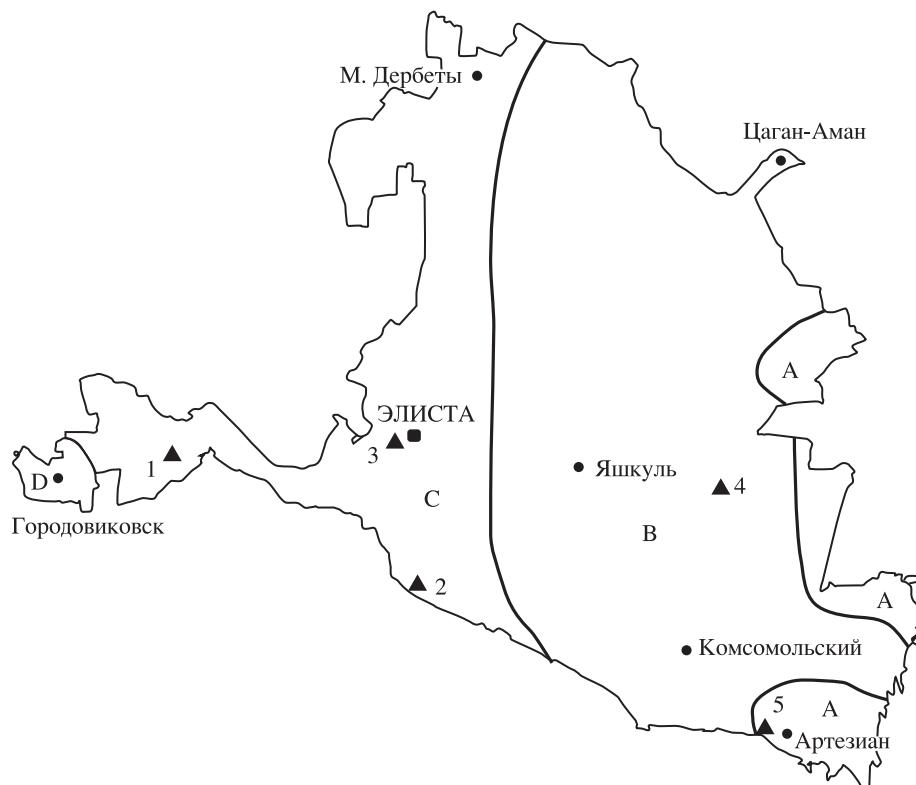 М. Дербеты
Цаган-Аман
A
ЭЛИСТА
3
1
D
Городовиковск
Яшкуль
4
C
B
2
A
Комсомольский
5
A
Артезиан